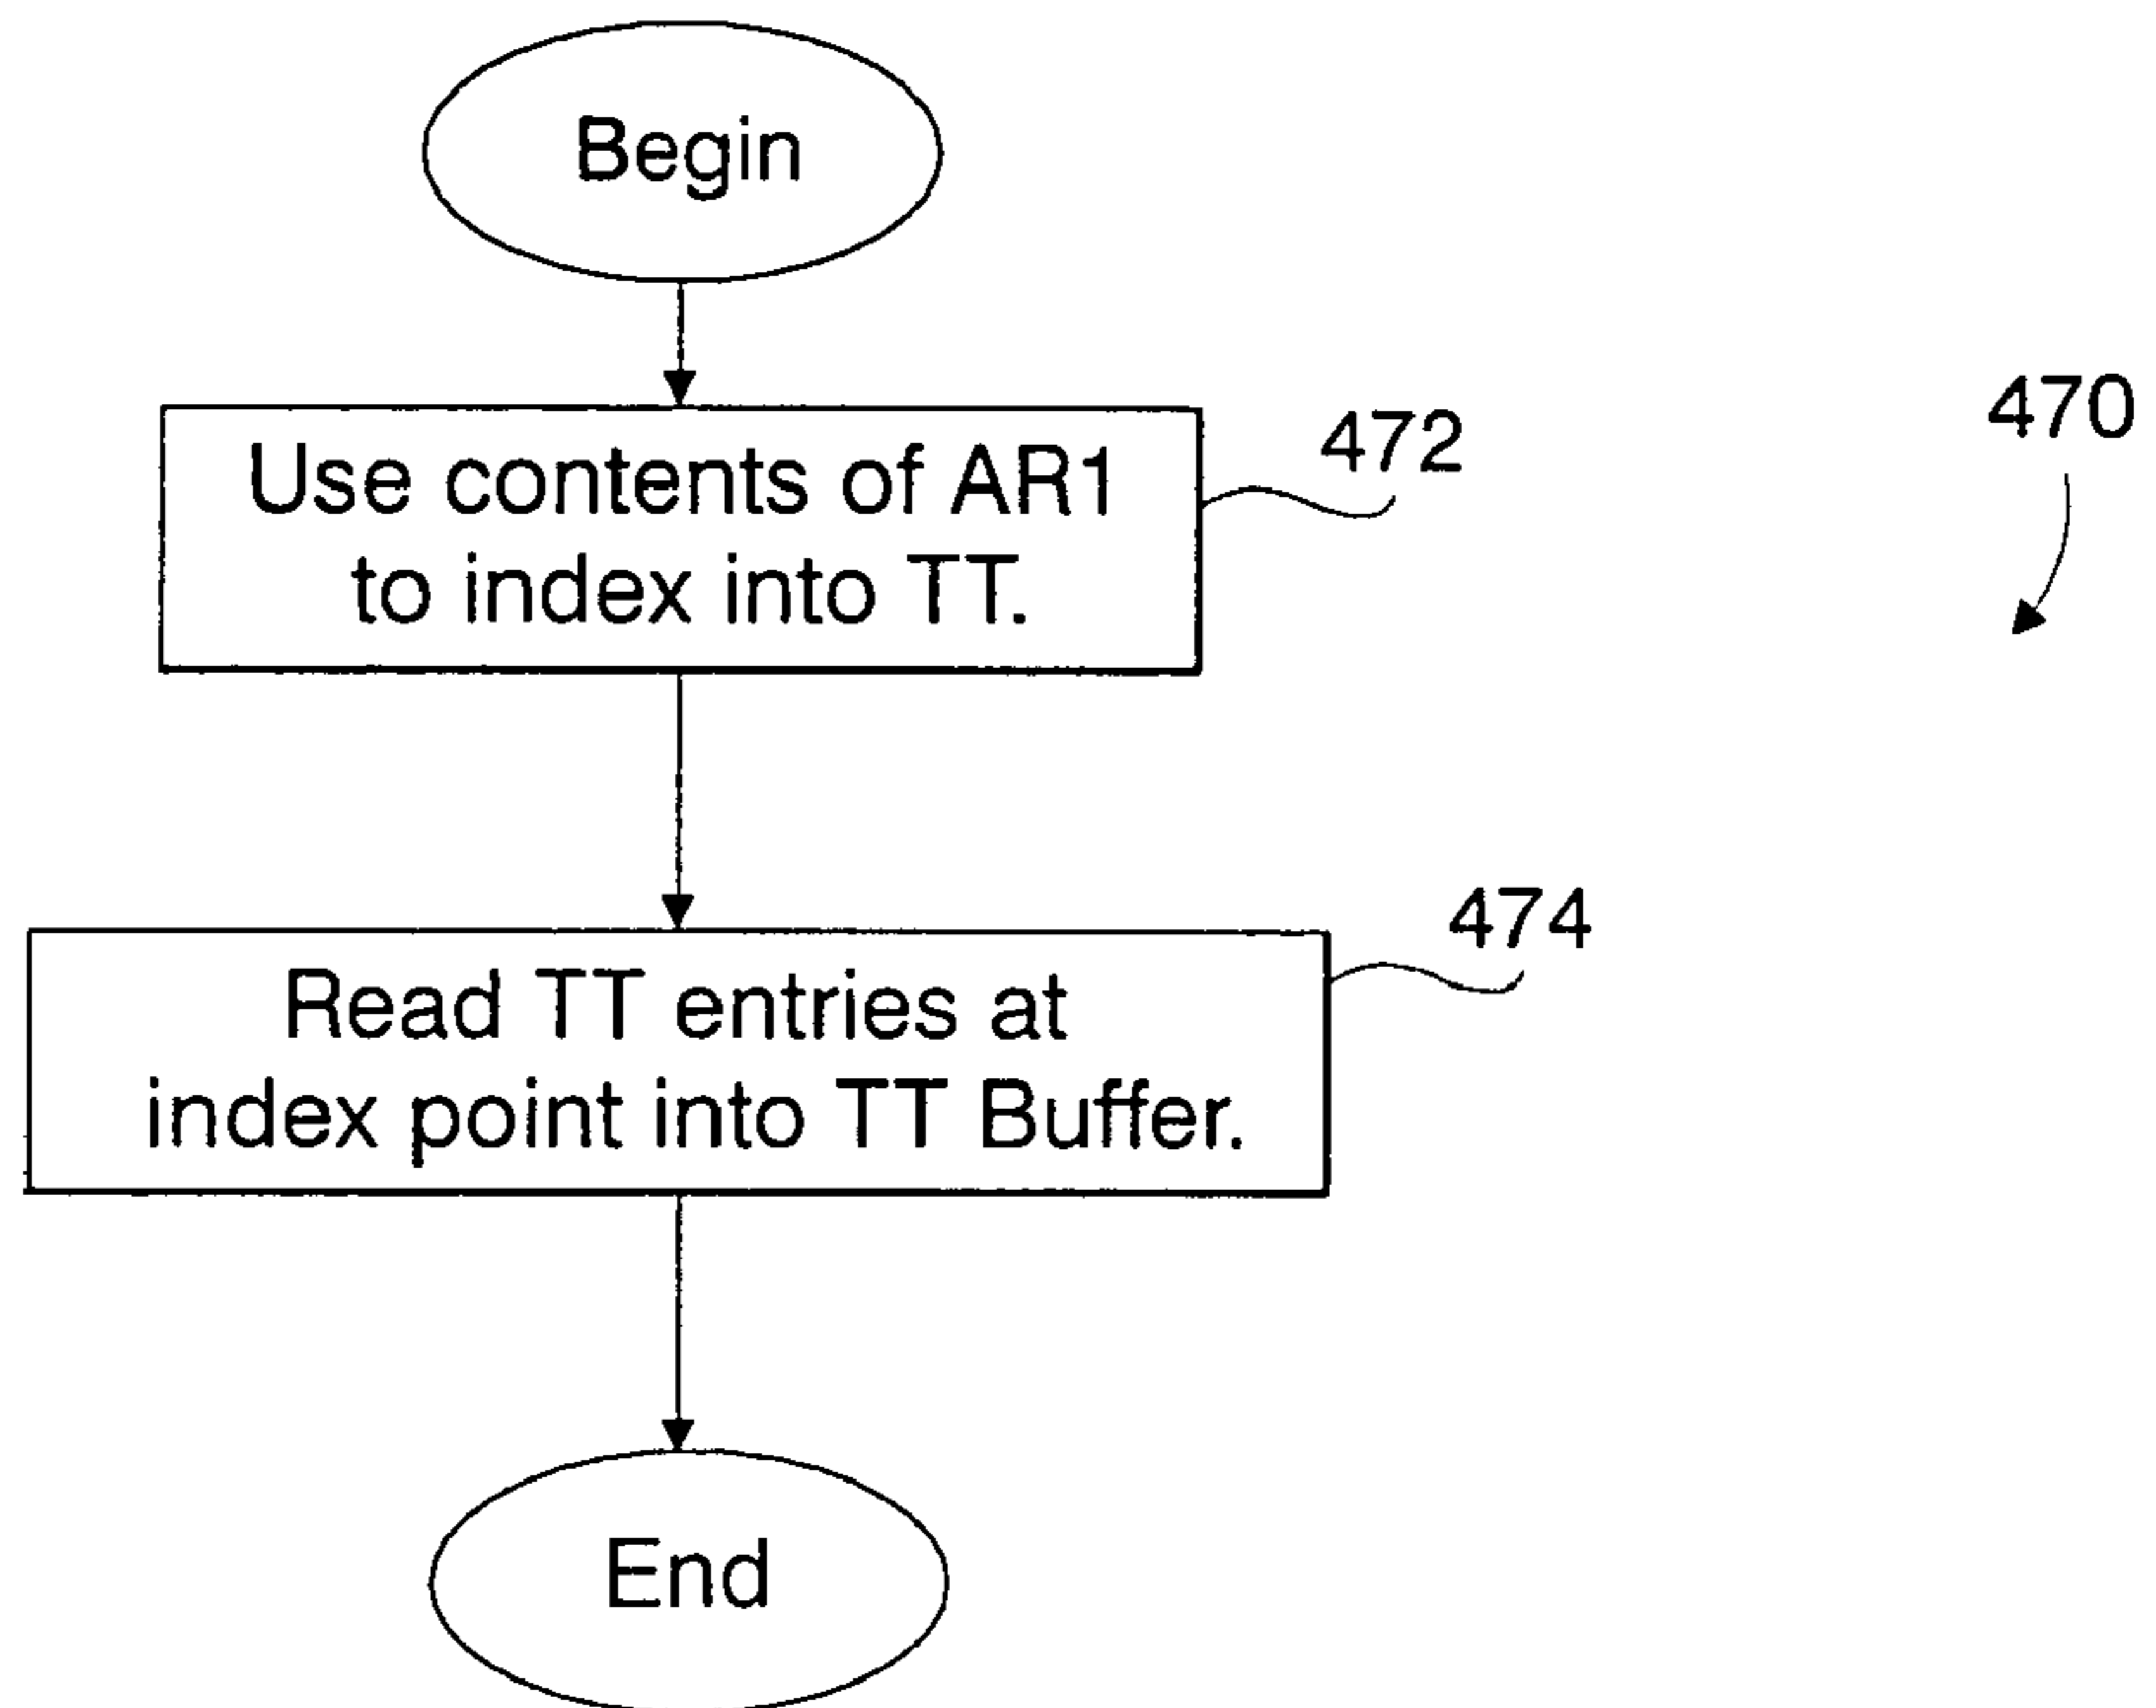 Begin
Use contents of AR1
to index into TT.
472
470
Read TT entries at
index point into TT Buffer.
474
End